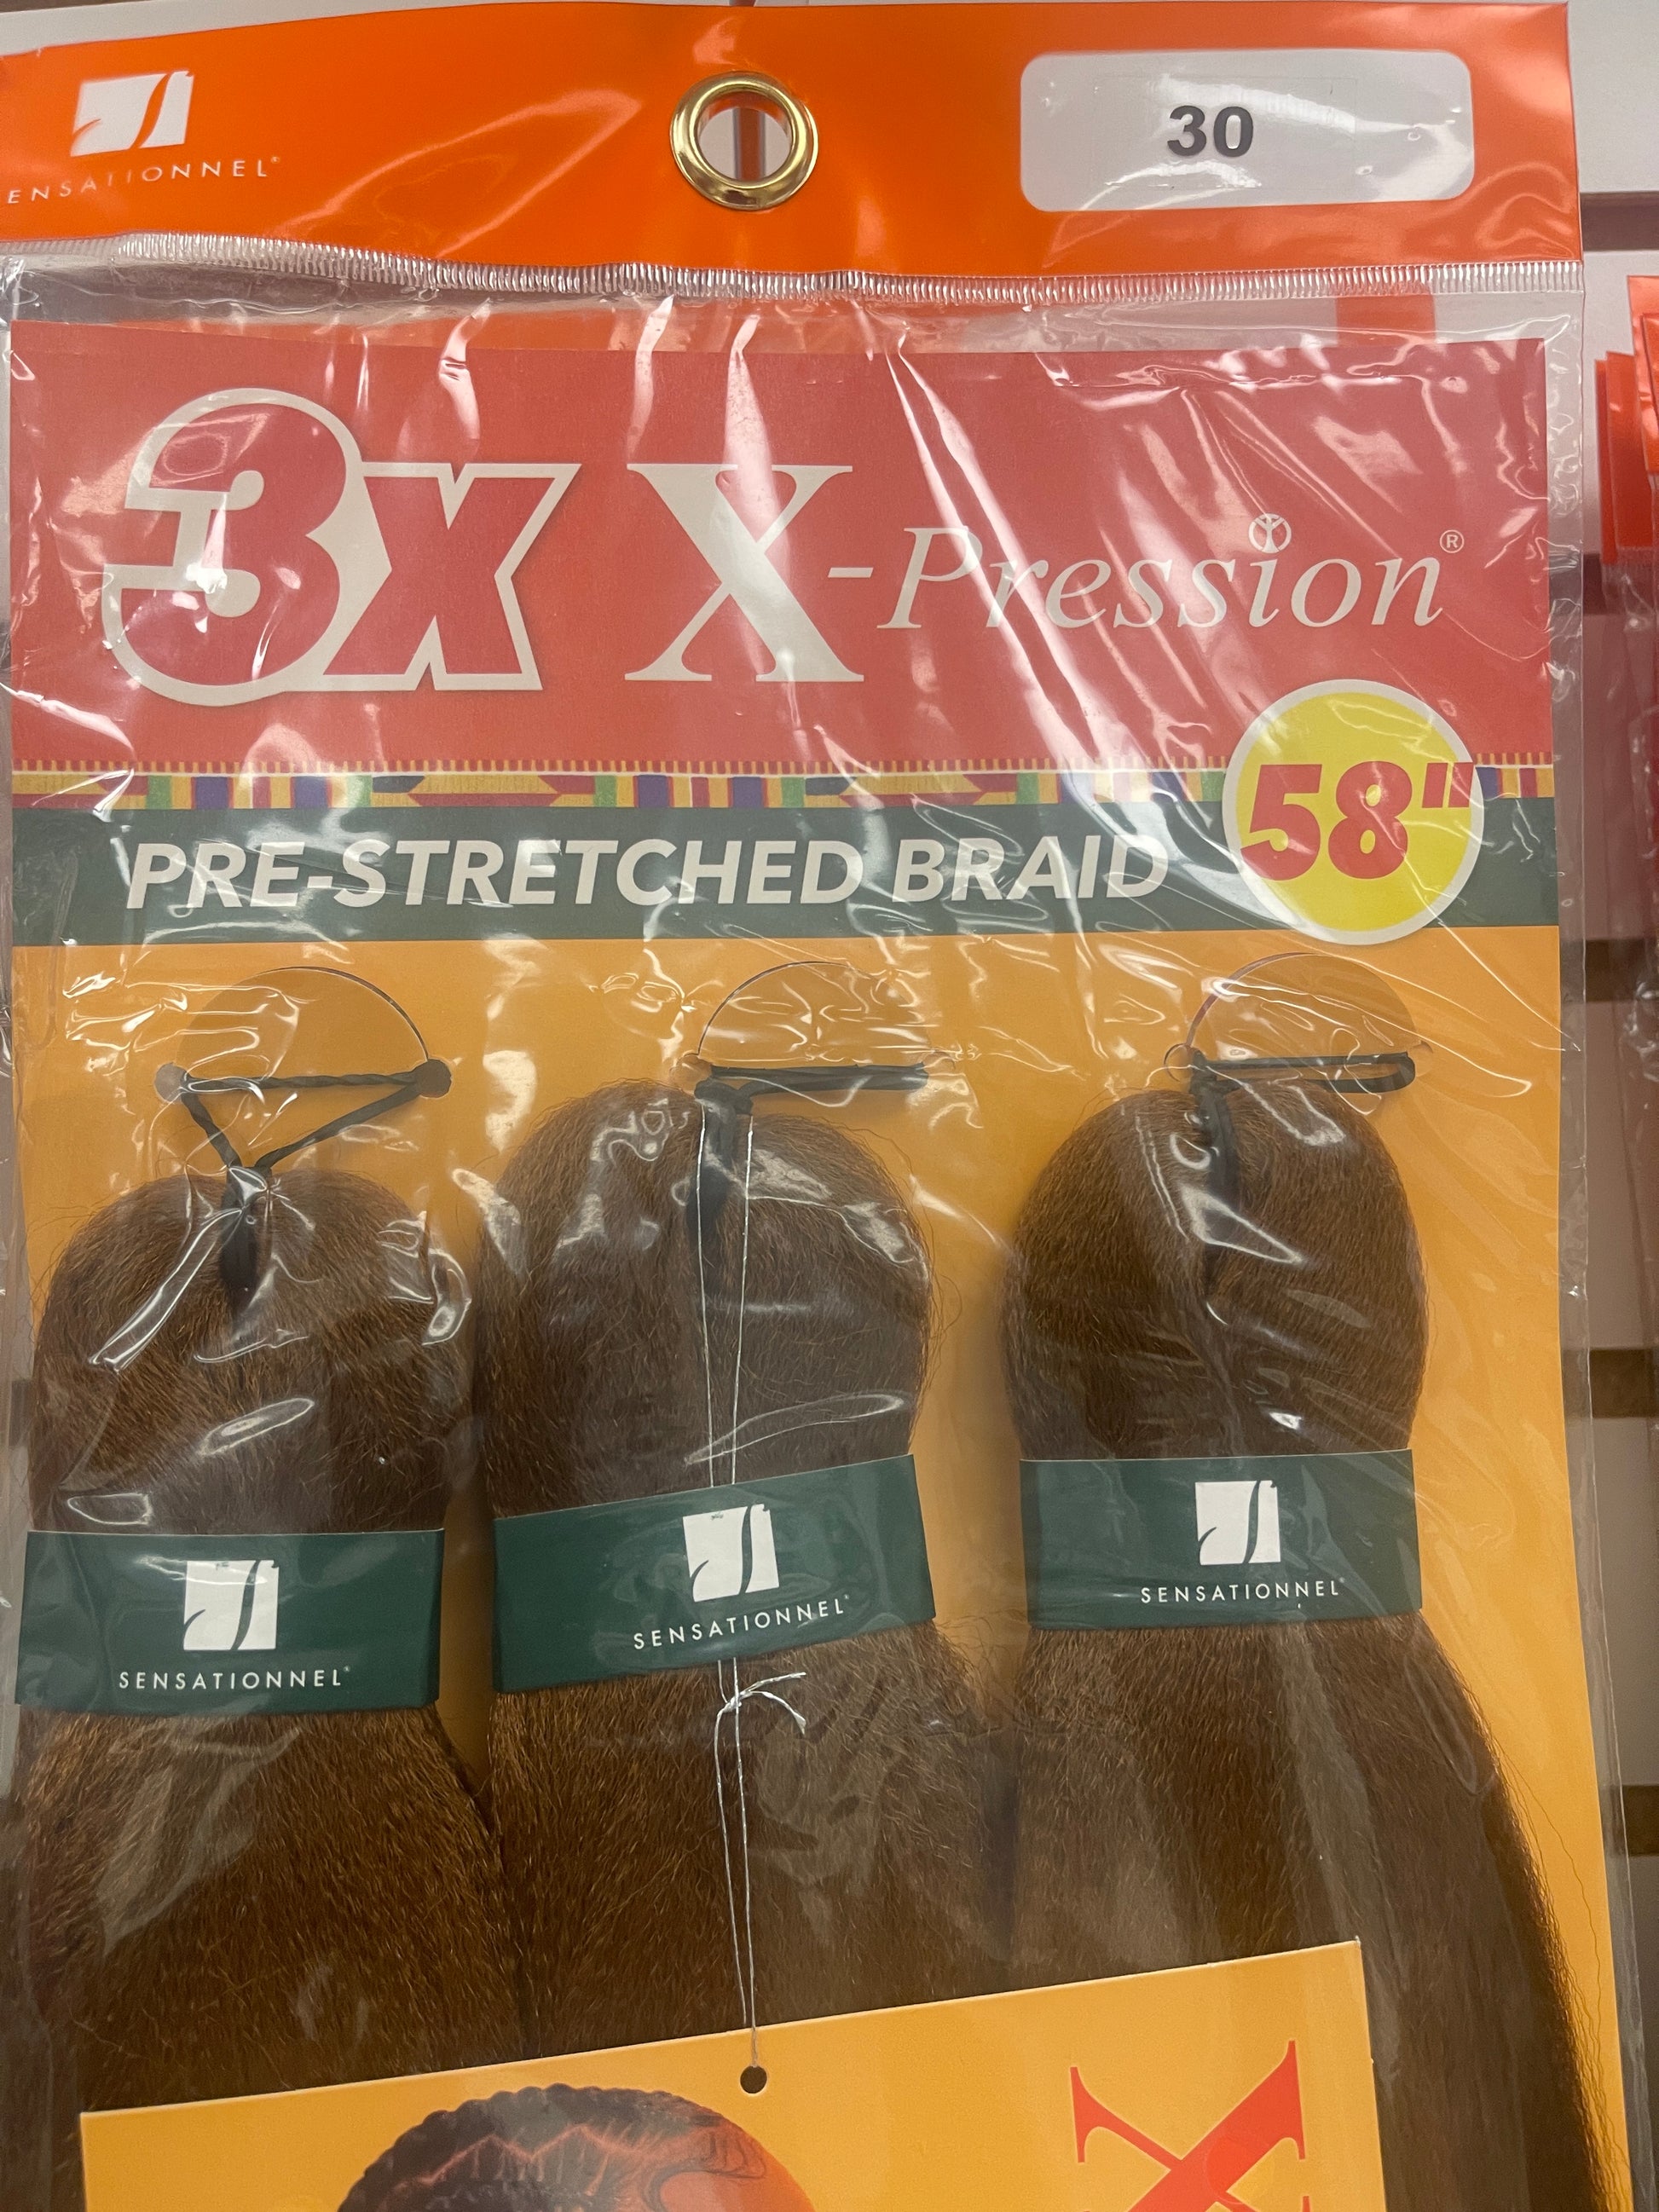 SENSATIONNEL®
30
3x X-Pression®
58"
PRE-STRETCHED BRAID
SENSATIONNEL®
SENSATIONNEL®
SENSATIONNEL®
X